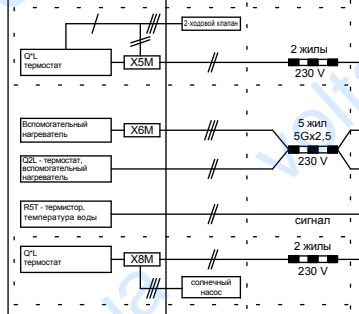 2-ходовой клапан
Q*L
термостат
X5M
2 жилы
230 V
Вспомогательный
нагреватель
X6M
5 жил
5Gx2,5
230 V
Q2L - термостат,
вспомогательный
нагреватель
R5T - термистор,
температура воды
сигнал
Q*L
термостат
X8M
2 жилы
230 V
солнечный
насос